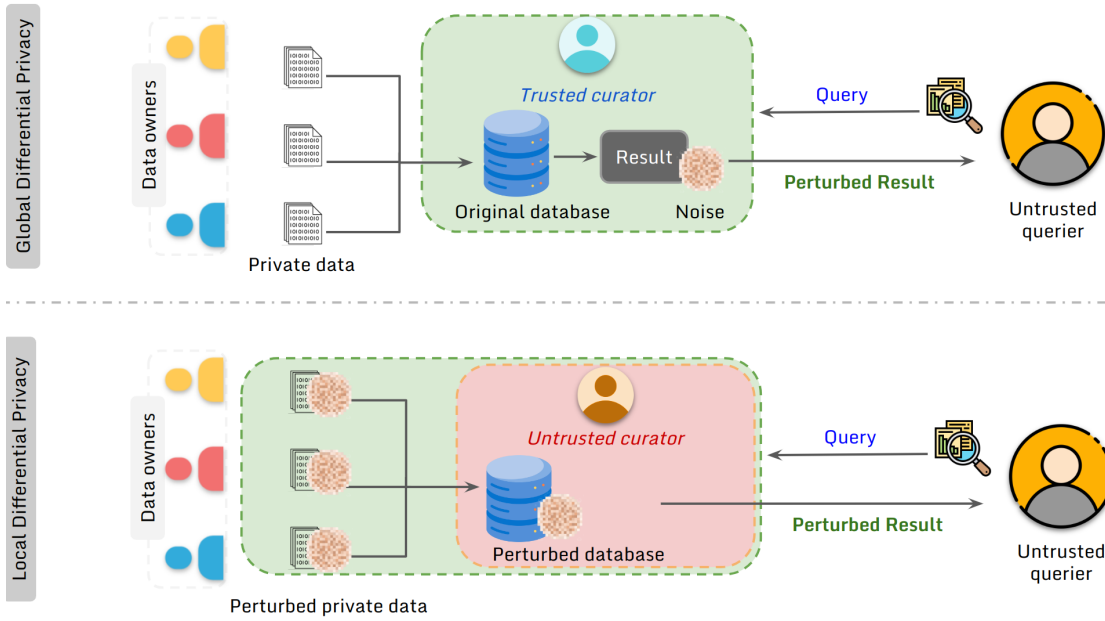 Global Differential Privacy
Data owners
Private data
Trusted curator
Original database
Result
Noise
Query
Perturbed Result
Untrusted
querier
Local Differential Privacy
Data owners
Perturbed private data
Untrusted curator
Perturbed database
Query
Perturbed Result
Untrusted
querier